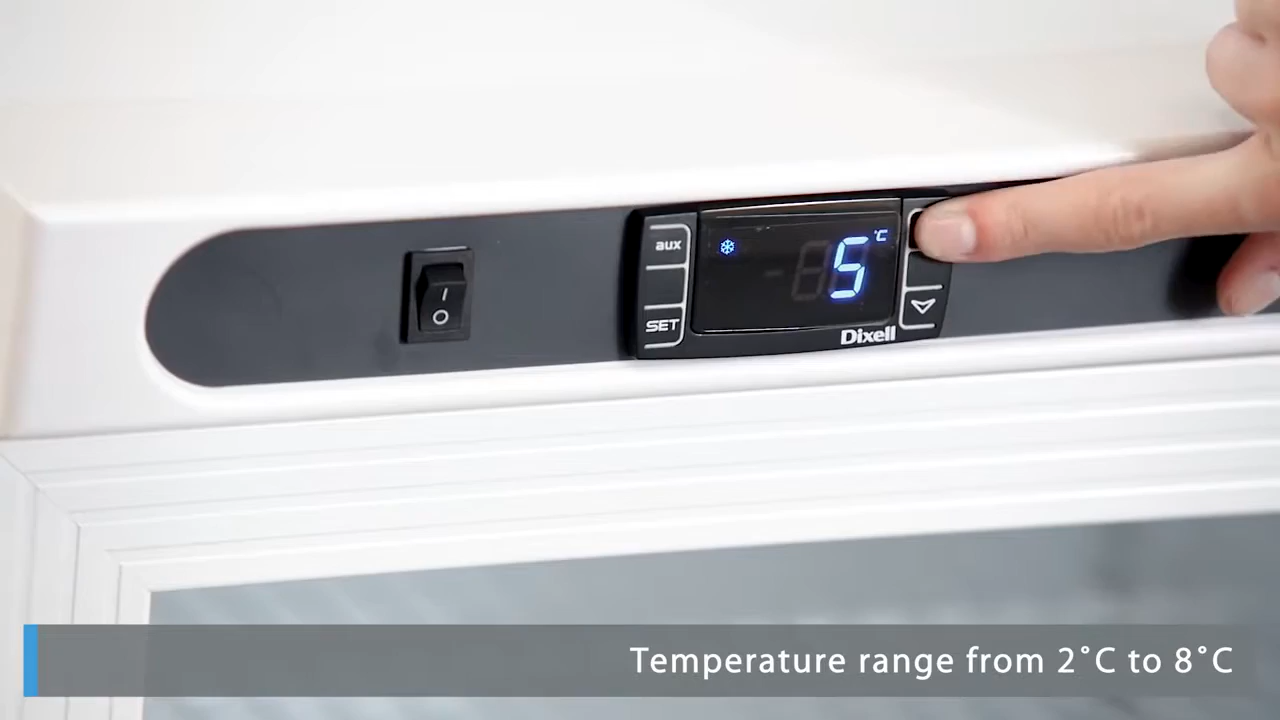 aux
SET
5 °C
Dixell
I
O
Temperature range from 2˚C to 8˚C